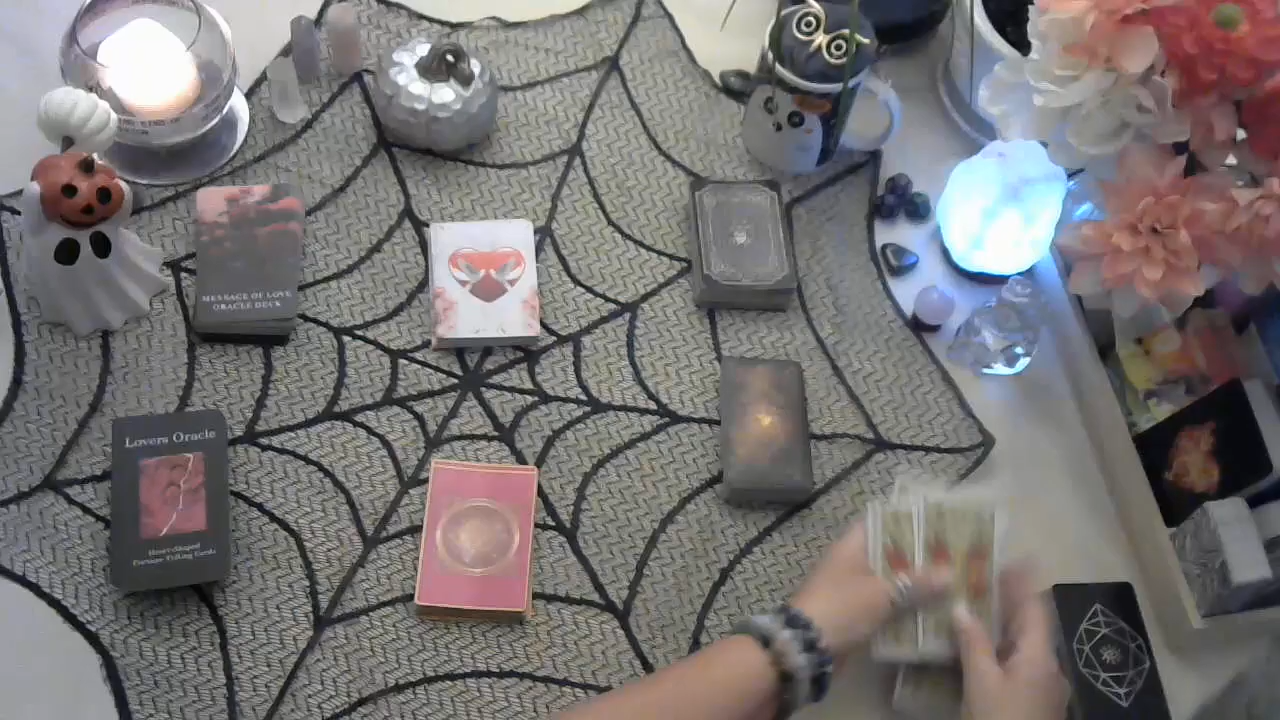 MESSAGE OF LOVE
ORACLE DECK
Lovers Oracle
Heart-Shaped
Fortune Telling Cards